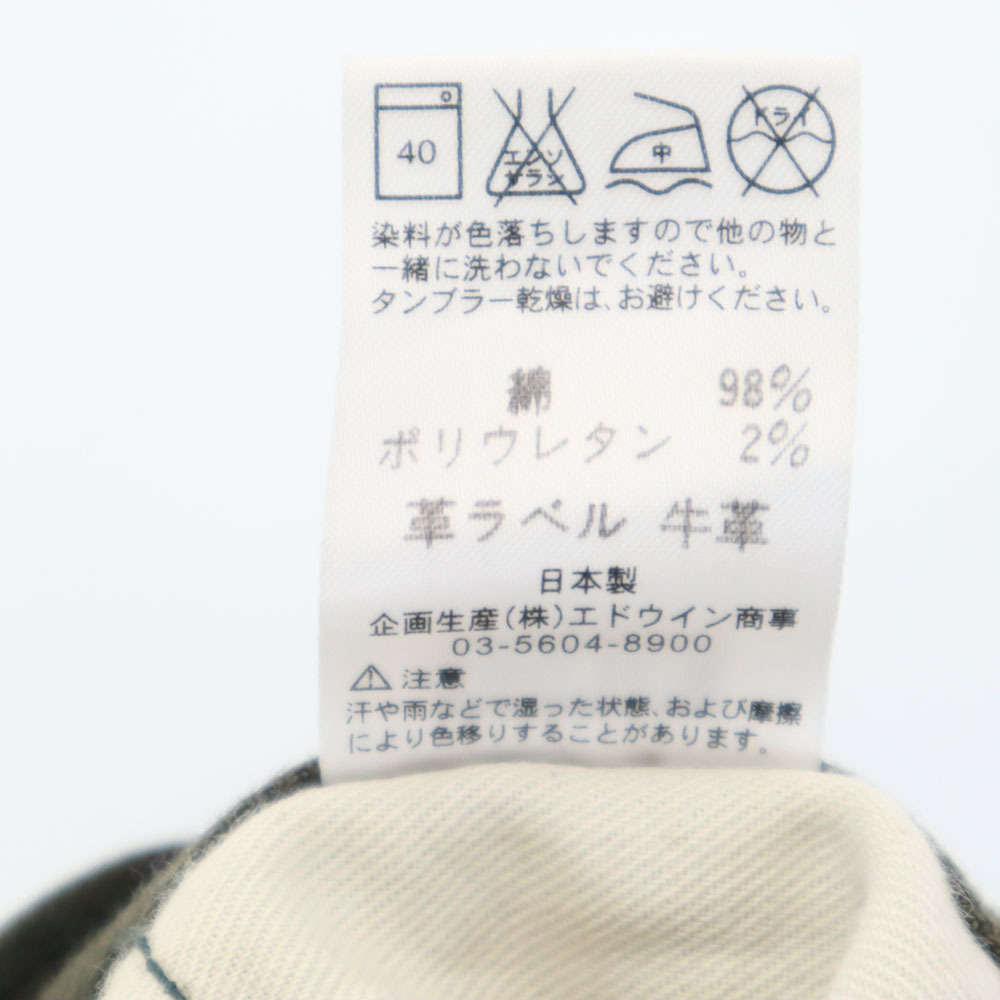 40 エンソサラシ 中 ドライ
染料が色落ちしますので他の物と
一緒に洗わないでください。
タンブラー乾燥は、お避けください。
綿 98%
ポリウレタン 2%
革ラベル 牛革
日本製
企画生産(株)エドウイン商事
03-5604-8900
注意
汗や雨などで湿った状態、および摩擦
により色移りすることがあります。